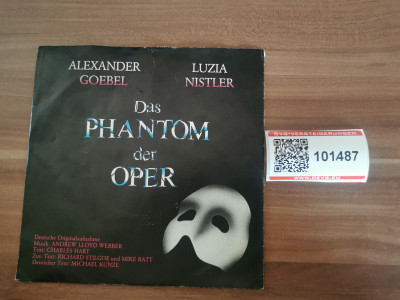 ALEXANDER
GOEBEL
LUZIA
NISTLER
Das
PHANTOM
der
OPER
Deutsche Originalaufnahme
Musik: ANDREW LLOYD WEBBER
Text: CHARLES HART
Zus. Text: RICHARD STILGOE und MIKE BATT
Deutscher Text: MICHAEL KUNZE
101487